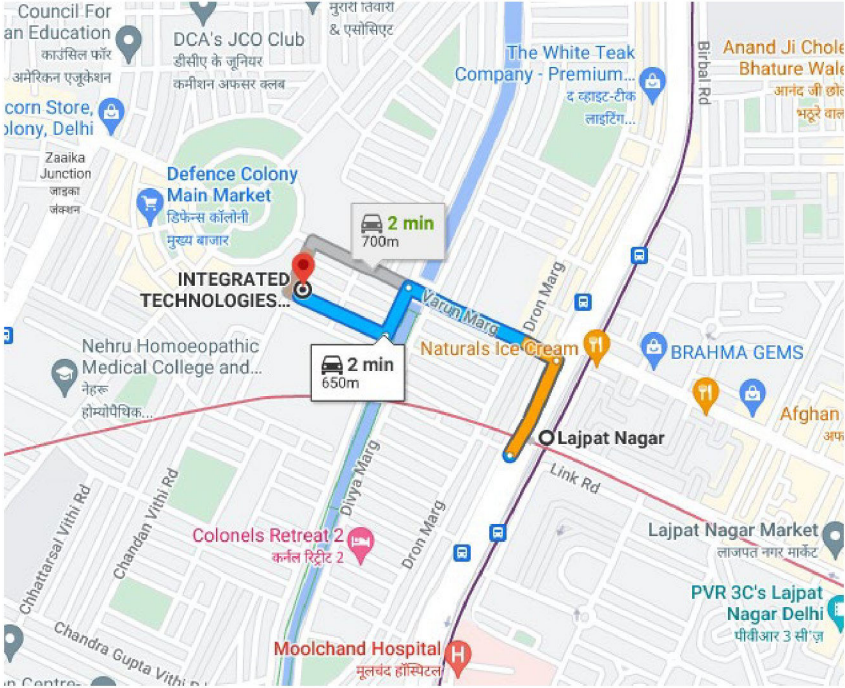 Council For
an Education
काउंसिल फॉर
अमेरिकन एजूकेशन
DCA's JCO Club
डीसीए के जूनियर
कमीशन अफसर क्लब
मुरारी तिवारी
& एसोसिएट
The White Teak
Company - Premium...
द व्हाइट-टीक
लाइटिंग...
Birbal Rd
Anand Ji Chole
Bhature Wale
आनंद जी छो
भठूरे वाल
corn Store,
olony, Delhi
Zaaika
Junction
जाइका
जंक्शन
Defence Colony
Main Market
डिफेन्स कॉलोनी
मुख्य बाजार
2 min
700m
INTEGRATED
TECHNOLOGIES...
Varun Marg
Dron Marg
Naturals Ice Cream
BRAHMA GEMS
2 min
650m
Nehru Homoeopathic
Medical College and...
नेहरू
होम्योपैथिक...
Afghan
अफ
Lajpat Nagar
Link Rd
Divya Marg
Dron Marg
Chhattarsal Vithi Rd
Chandan Vithi Rd
Colonels Retreat 2
कर्नल रिट्रीट 2
Lajpat Nagar Market
लाजपत नगर मार्केट
PVR 3C's Lajpat
Nagar Delhi
पीवीआर 3 सी'ज़
Chandra Gupta Vithi Rd
Moolchand Hospital
मूलचंद हॉस्पिटल
H